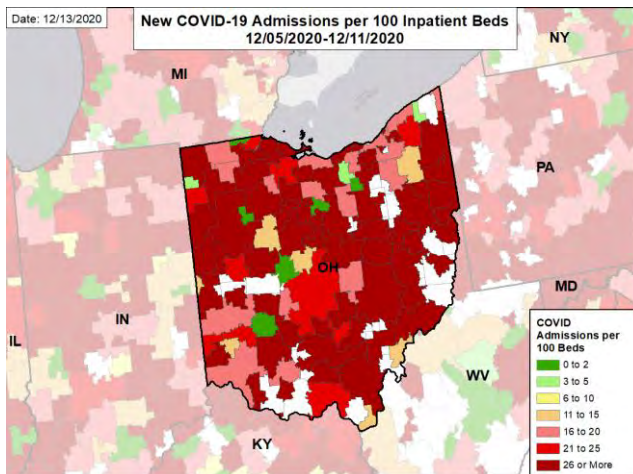 Date: 12/13/2020
New COVID-19 Admissions per 100 Inpatient Beds
12/05/2020-12/11/2020
NY
MI
PA
OH
MD
IL
IN
WV
KY
COVID
Admissions per
100 Beds
0 to 2
3 to 5
6 to 10
11 to 15
16 to 20
21 to 25
26 or More